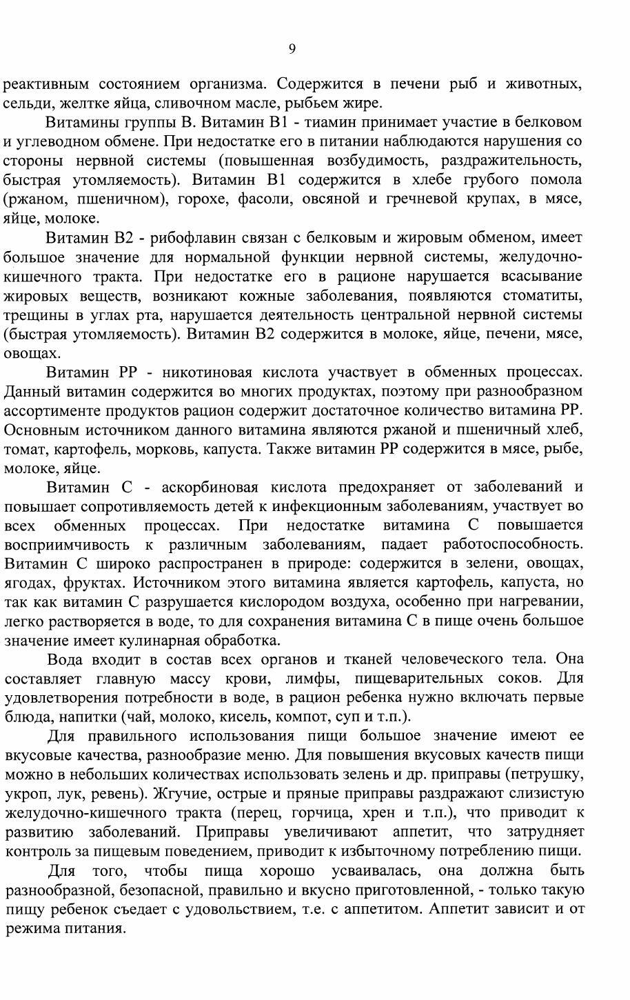 9
реактивным состоянием организма. Содержится в печени рыб и животных,
сельди, желтке яйца, сливочном масле, рыбьем жире.
Витамины группы В. Витамин В1 - тиамин принимает участие в белковом
и углеводном обмене. При недостатке его в питании наблюдаются нарушения со
стороны нервной системы (повышенная возбудимость, раздражительность,
быстрая утомляемость). Витамин В1 содержится в хлебе грубого помола
(ржаном, пшеничном), горохе, фасоли, овсяной и гречневой крупах, в мясе,
яйце, молоке.
Витамин В2 - рибофлавин связан с белковым и жировым обменом, имеет
большое значение для нормальной функции нервной системы, желудочно-
кишечного тракта. При недостатке его в рационе нарушается всасывание
жировых веществ, возникают кожные заболевания, появляются стоматиты,
трещины в углах рта, нарушается деятельность центральной нервной системы
(быстрая утомляемость). Витамин В2 содержится в молоке, яйце, печени, мясе,
овощах.
Витамин РР - никотиновая кислота участвует в обменных процессах.
Данный витамин содержится во многих продуктах, поэтому при разнообразном
ассортименте продуктов рацион содержит достаточное количество витамина РР.
Основным источником данного витамина являются ржаной и пшеничный хлеб,
томат, картофель, морковь, капуста. Также витамин РР содержится в мясе, рыбе,
молоке, яйце.
Витамин С - аскорбиновая кислота предохраняет от заболеваний и
повышает сопротивляемость детей к инфекционным заболеваниям, участвует во
всех обменных процессах. При недостатке витамина С повышается
восприимчивость к различным заболеваниям, падает работоспособность.
Витамин С широко распространен в природе: содержится в зелени, овощах,
ягодах, фруктах. Источником этого витамина является картофель, капуста, но
так как витамин С разрушается кислородом воздуха, особенно при нагревании,
легко растворяется в воде, то для сохранения витамина С в пище очень большое
значение имеет кулинарная обработка.
Вода входит в состав всех органов и тканей человеческого тела. Она
составляет главную массу крови, лимфы, пищеварительных соков. Для
удовлетворения потребности в воде, в рацион ребенка нужно включать первые
блюда, напитки (чай, молоко, кисель, компот, суп и т.п.).
Для правильного использования пищи большое значение имеют ее
вкусовые качества, разнообразие меню. Для повышения вкусовых качеств пищи
можно в небольших количествах использовать зелень и др. приправы (петрушку,
укроп, лук, ревень). Жгучие, острые и пряные приправы раздражают слизистую
желудочно-кишечного тракта (перец, горчица, хрен и т.п.), что приводит к
развитию заболеваний. Приправы увеличивают аппетит, что затрудняет
контроль за пищевым поведением, приводит к избыточному потреблению пищи.
Для того, чтобы пища хорошо усваивалась, она должна быть
разнообразной, безопасной, правильно и вкусно приготовленной, - только такую
пищу ребенок съедает с удовольствием, т.е. с аппетитом. Аппетит зависит и от
режима питания.